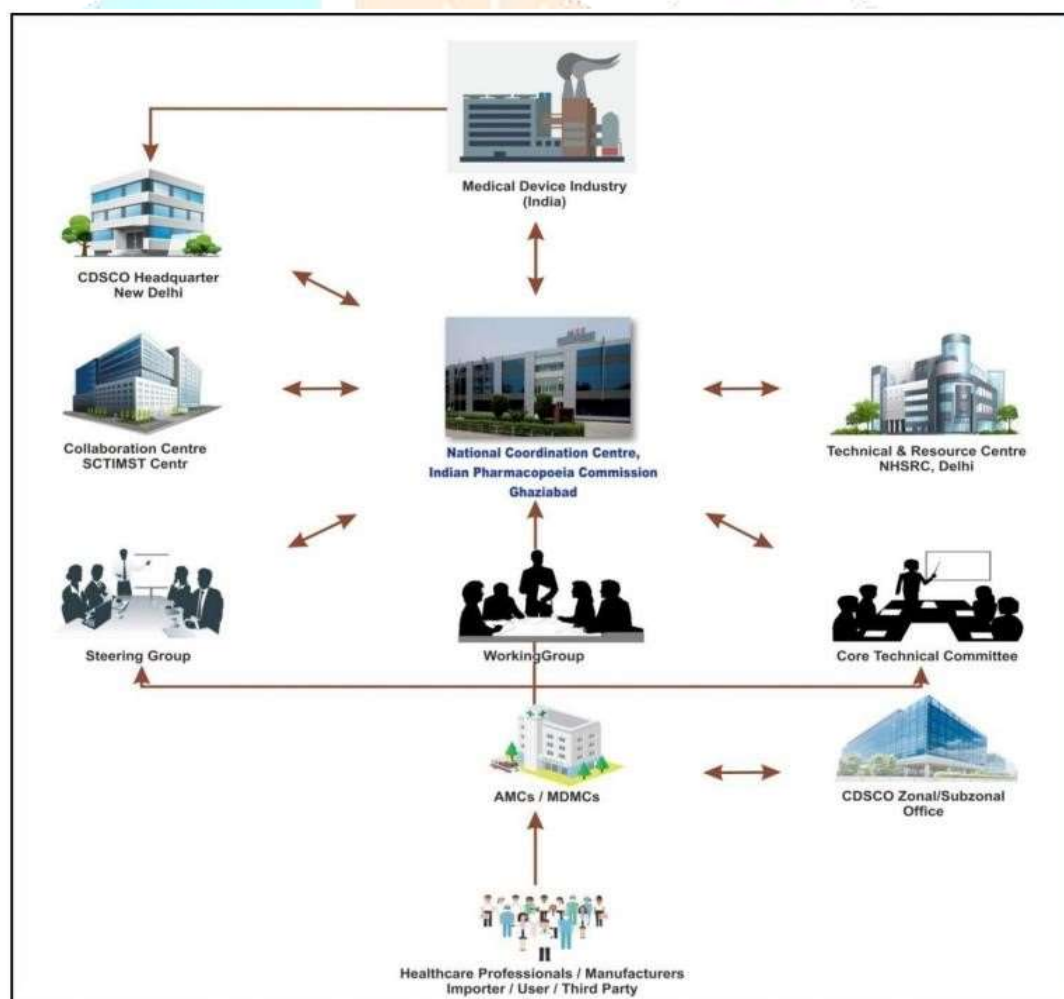 Medical Device Industry
(India)
CDSCO Headquarter
New Delhi
Collaboration Centre
SCTIMST Centr
National Coordination Centre,
Indian Pharmacopoeia Commission
Ghaziabad
Technical & Resource Centre
NHSRC, Delhi
Steering Group
WorkingGroup
Core Technical Committee
AMCs / MDMCs
CDSCO Zonal/Subzonal
Office
Healthcare Professionals / Manufacturers
Importer / User / Third Party